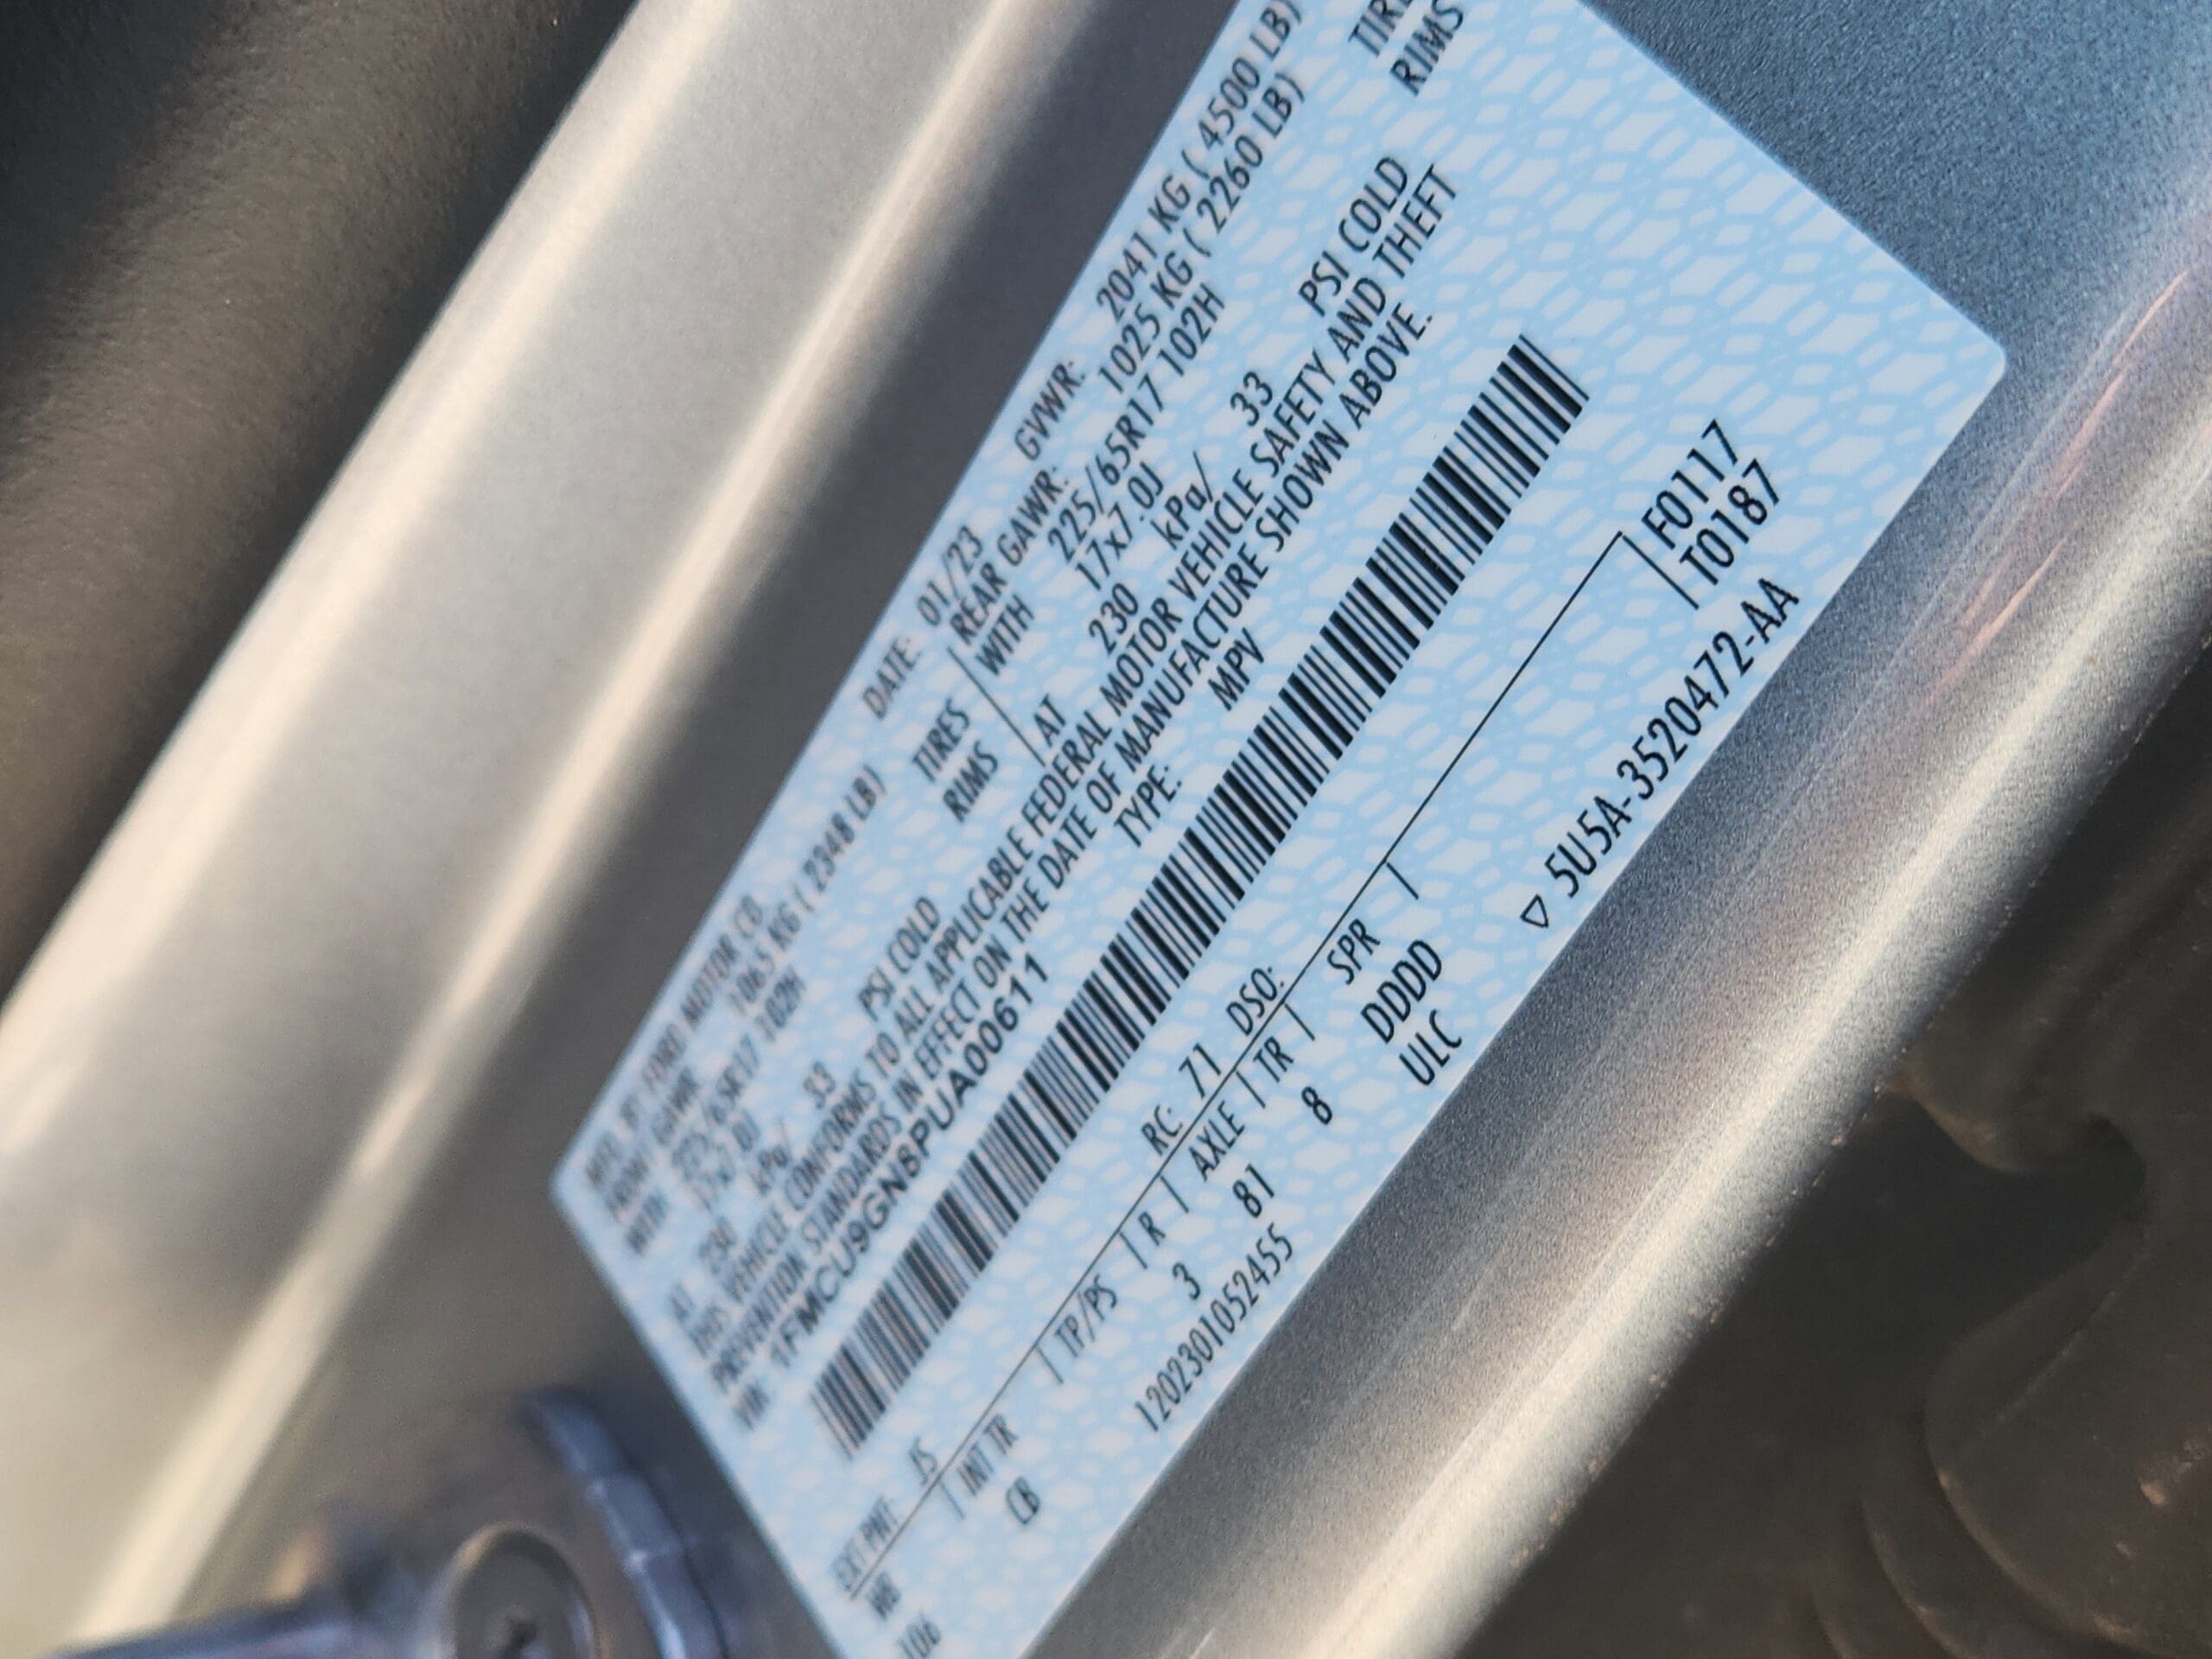 MFD. BY FORD MOTOR CO. DATE: 01/23 GVWR: 2041 KG ( 4500 LB)
FRONT GAWR: 1065 KG ( 2348 LB) REAR GAWR: 1025 KG ( 2260 LB)
WITH 225/65R17 102H TIRES WITH 225/65R17 102H TIRE
17x7.0J RIMS 17x7.0J RIMS
AT 230 kPa/ 33 PSI COLD AT 230 kPa/ 33 PSI COLD
THIS VEHICLE CONFORMS TO ALL APPLICABLE FEDERAL MOTOR VEHICLE SAFETY AND THEFT
PREVENTION STANDARDS IN EFFECT ON THE DATE OF MANUFACTURE SHOWN ABOVE.
VIN: 1FMCU9GN8PUA00611 TYPE: MPV
EXT PNT: JS RC: 71 DSO:
WB | INT TR | TP/PS | R | AXLE | TR | SPR | F0117
106 CB 3 81 8 DDDD T0187
1202301052455 ULC
▽ 5U5A-3520472-AA